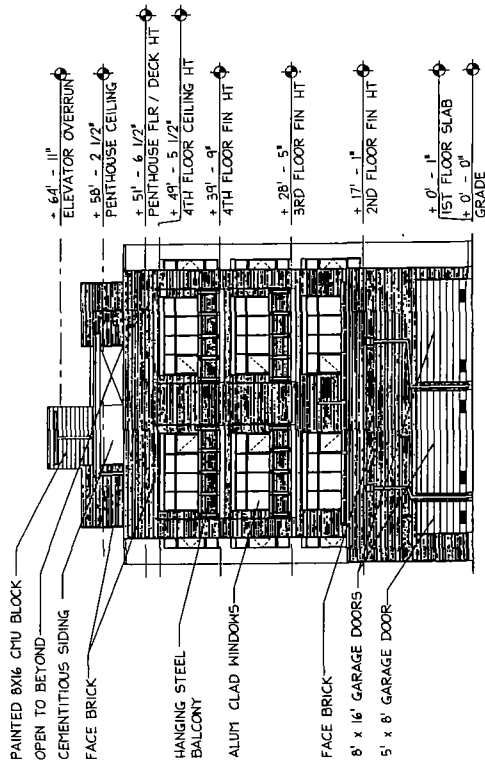 PAINTED 8X16 CMU BLOCK
OPEN TO BEYOND
CEMENTITIOUS SIDING
FACE BRICK
HANGING STEEL
BALCONY
ALUM CLAD WINDOWS
FACE BRICK
8' x 16' GARAGE DOORS
5' x 8' GARAGE DOOR
+ 64' - 11"
ELEVATOR OVERRUN
+ 58' - 2 1/2"
PENTHOUSE CEILING
+ 51' - 6 1/2"
PENTHOUSE FLR / DECK HT
+ 49' - 5 1/2"
4TH FLOOR CEILING HT
+ 39' - 9"
4TH FLOOR FIN HT
+ 28' - 5"
3RD FLOOR FIN HT
+ 17' - 1"
2ND FLOOR FIN HT
+ 0' - 1"
1ST FLOOR SLAB
+ 0' - 0"
GRADE